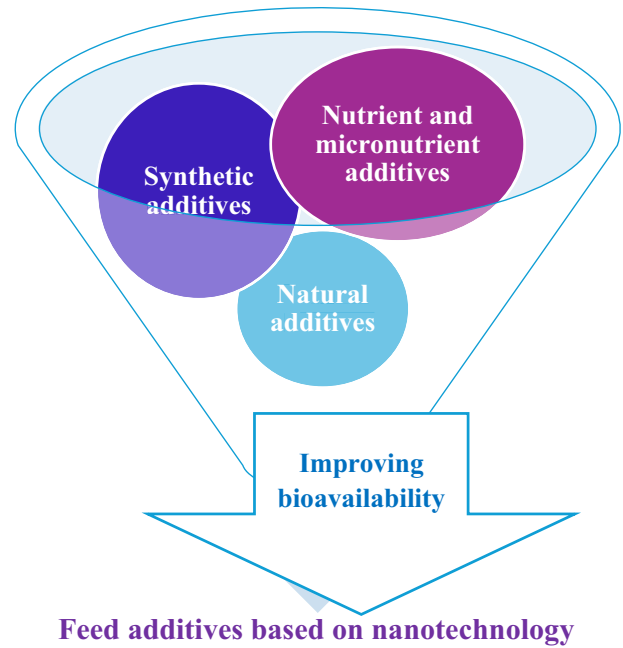 Nutrient and
micronutrient
additives
Synthetic
additives
Natural
additives
Improving
bioavailability
Feed additives based on nanotechnology